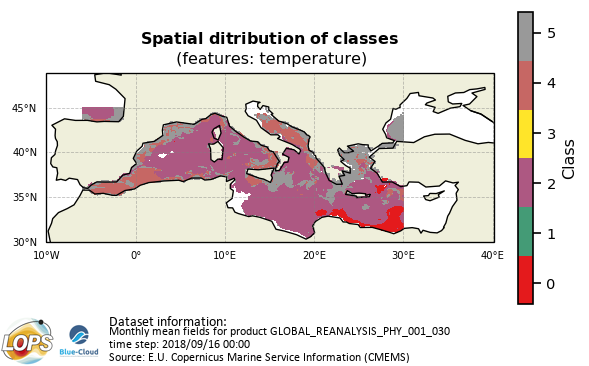 Spatial ditribution of classes
(features: temperature)
45°N
40°N
35°N
30°N
10°W 0° 10°E 20°E 30°E 40°E
5
4
3
2
1
0
Class
LOPS
Blue-Cloud
Dataset information:
Monthly mean fields for product GLOBAL_REANALYSIS_PHY_001_030
time step: 2018/09/16 00:00
Source: E.U. Copernicus Marine Service Information (CMEMS)